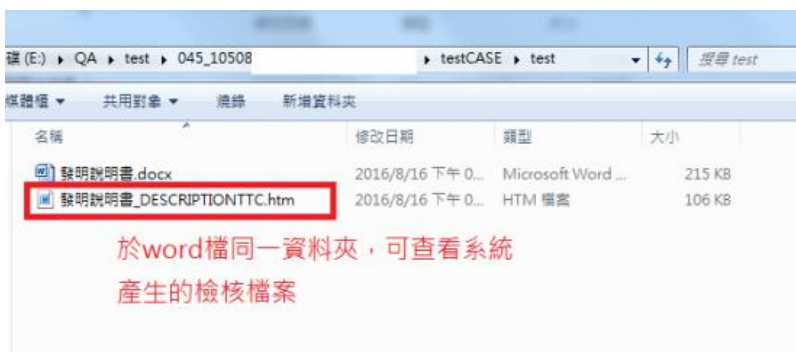 碟 (E:) ▸ QA ▸ test ▸ 045_10508 ▸ testCASE ▸ test 搜尋 test
媒體櫃 共用對象 燒錄 新增資料夾
名稱 修改日期 類型 大小
發明說明書.docx 2016/8/16 下午 0... Microsoft Word ... 215 KB
發明說明書_DESCRIPTIONTTC.htm 2016/8/16 下午 0... HTM 檔案 106 KB
於word檔同一資料夾，可查看系統
產生的檢核檔案